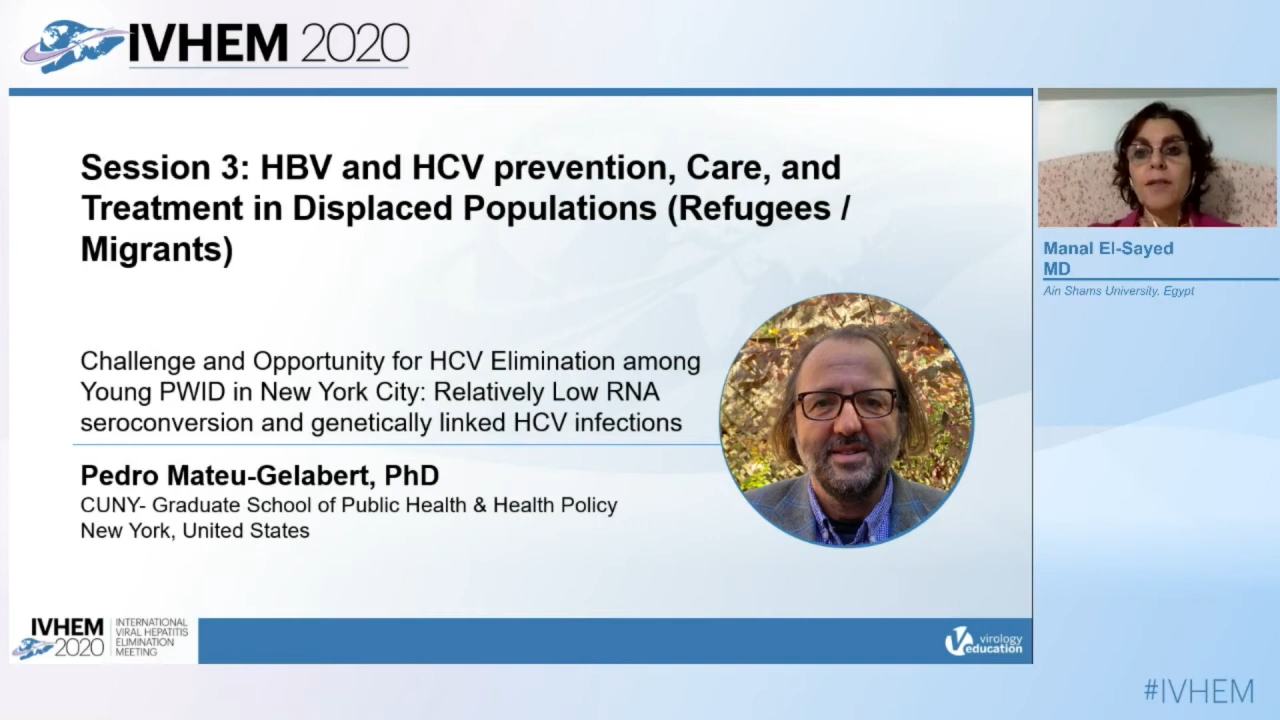 IVHEM 2020
Session 3: HBV and HCV prevention, Care, and
Treatment in Displaced Populations (Refugees /
Migrants)
Challenge and Opportunity for HCV Elimination among
Young PWID in New York City: Relatively Low RNA
seroconversion and genetically linked HCV infections
Pedro Mateu-Gelabert, PhD
CUNY- Graduate School of Public Health & Health Policy
New York, United States
Manal El-Sayed
MD
Ain Shams University, Egypt
IVHEM
2020
INTERNATIONAL
VIRAL HEPATITIS
ELIMINATION
MEETING
virology
education
#IVHEM